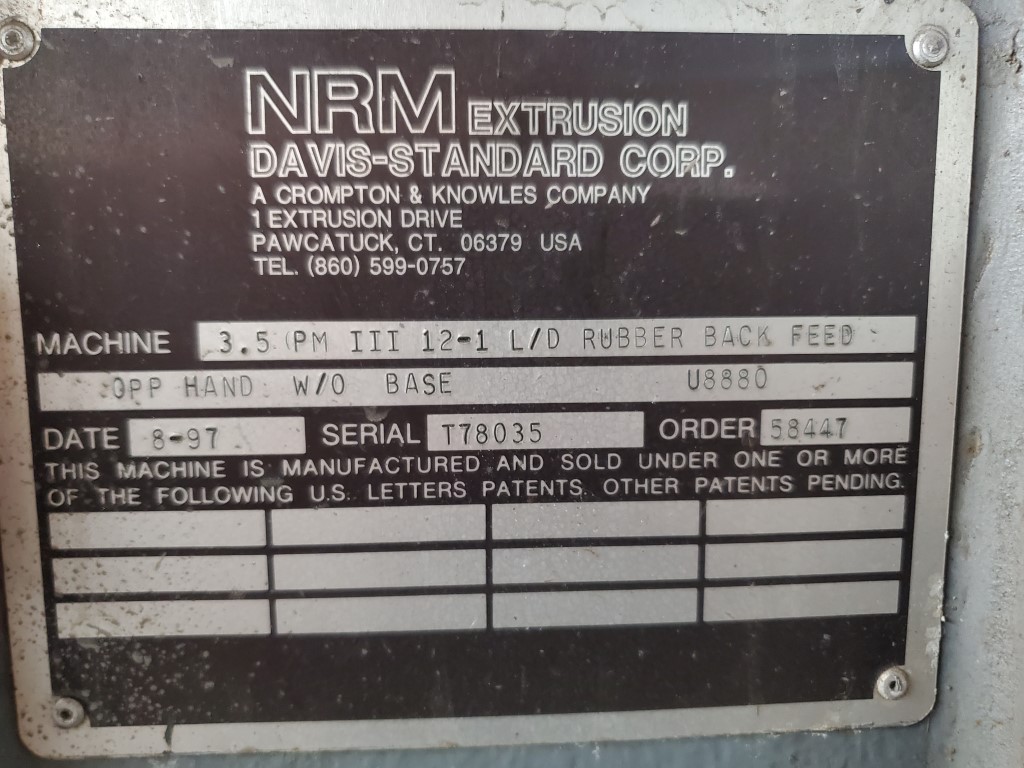 NRM EXTRUSION
DAVIS-STANDARD CORP.
A CROMPTON & KNOWLES COMPANY
1 EXTRUSION DRIVE
PAWCATUCK, CT. 06379 USA
TEL. (860) 599-0757
MACHINE 3.5 PM III 12-1 L/D RUBBER BACK FEED
OPP HAND W/O BASE U8880
DATE 8-97 SERIAL T78035 ORDER 58447
THIS MACHINE IS MANUFACTURED AND SOLD UNDER ONE OR MORE
OF THE FOLLOWING U.S. LETTERS PATENTS. OTHER PATENTS PENDING.